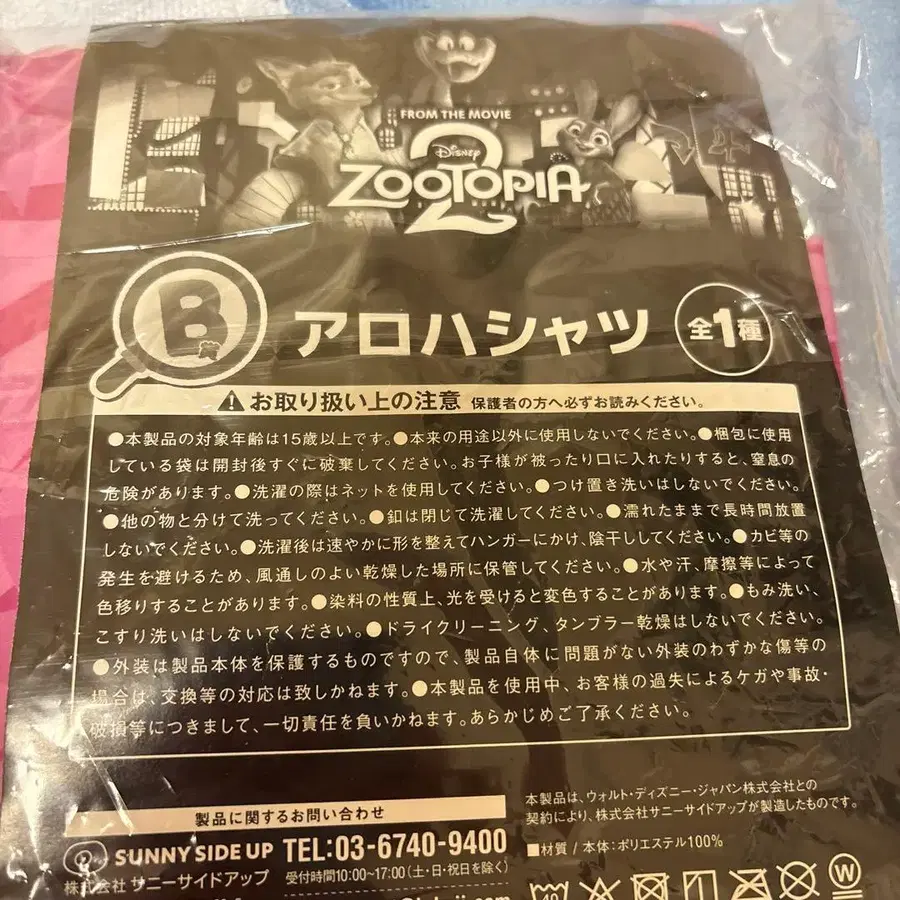 FROM THE MOVIE
Disney
ZOOTOPIA
2
B
アロハシャツ
全1種
お取り扱い上の注意 保護者の方へ必ずお読みください。
●本製品の対象年齢は15歳以上です。●本来の用途以外に使用しないでください。●梱包に使用
している袋は開封後すぐに破棄してください。お子様が被ったり口に入れたりすると、窒息の
危険があります。●洗濯の際はネットを使用してください。●つけ置き洗いはしないでください。
●他の物と分けて洗ってください。●釦は閉じて洗濯してください。●濡れたままで長時間放置
しないでください。●洗濯後は速やかに形を整えてハンガーにかけ、陰干ししてください。●カビ等の
発生を避けるため、風通しのよい乾燥した場所に保管してください。●水や汗、摩擦等によって
色移りすることがあります。●染料の性質上、光を受けると変色することがあります。●もみ洗い、
こすり洗いはしないでください。●ドライクリーニング、タンブラー乾燥はしないでください。
●外装は製品本体を保護するものですので、製品自体に問題がない外装のわずかな傷等の
場合は、交換等の対応は致しかねます。●本製品を使用中、お客様の過失によるケガや事故・
破損等につきまして、一切責任を負いかねます。あらかじめご了承ください。
製品に関するお問い合わせ
SUNNY SIDE UP
株式会社 サニーサイドアップ
TEL:03-6740-9400
受付時間10:00~17:00(土・日・祝日を除く)
本製品は、ウォルト・ディズニー・ジャパン株式会社との
契約により、株式会社サニーサイドアップが製造したものです。
■材質 / 本体:ポリエステル100%
40
W